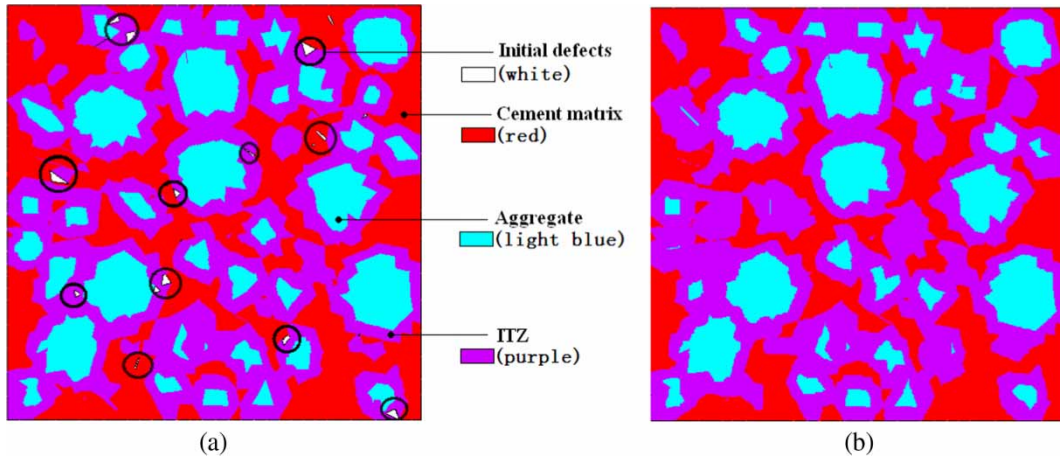 Initial defects
(white)
Cement matrix
(red)
Aggregate
(light blue)
ITZ
(purple)
(a)
(b)